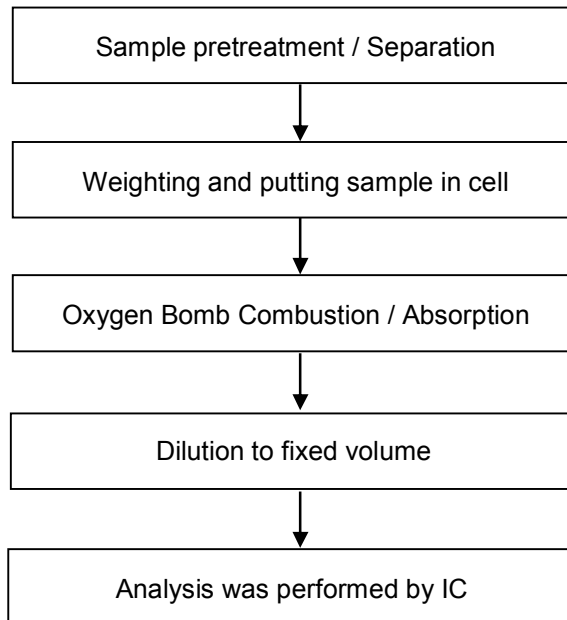 Sample pretreatment / Separation
Weighting and putting sample in cell
Oxygen Bomb Combustion / Absorption
Dilution to fixed volume
Analysis was performed by IC